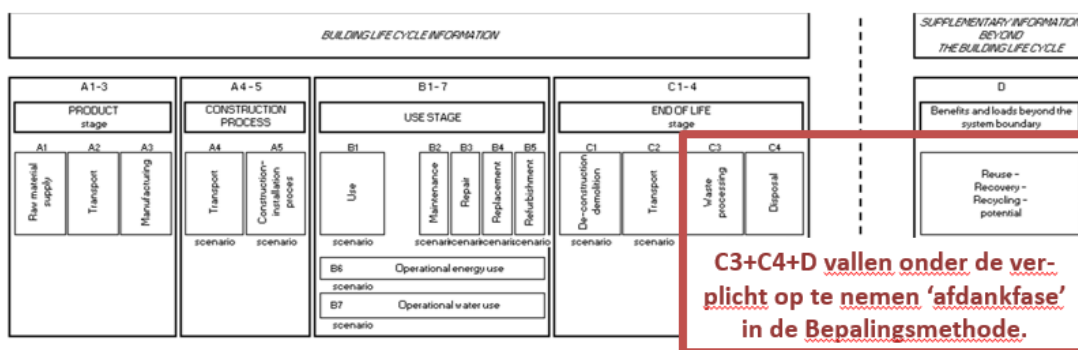 BUILDING LIFE CYCLE INFORMATION
SUPPLEMENTARY INFORMATION
BEYOND
THE BUILDING LIFE CYCLE
A 1-3
PRODUCT
stage
A1
Raw material
supply
A2
Transport
A3
Manufacturing
A 4-5
CONSTRUCTION
PROCESS
A4
Transport
scenario
A5
Construction-
installation
proces
scenario
B 1-7
USE STAGE
B1
Use
scenario
B2
Maintenance
scenario
B3
Repair
scenario
B4
Replacement
scenario
B5
Refurbishment
scenario
B6 Operational energy use
scenario
B7 Operational water use
scenario
C 1-4
END OF LIFE
stage
C1
De-construction
demolition
scenario
C2
Transport
scenario
C3
Waste
processing
C4
Disposal
D
Benefits and loads beyond the
system boundary
Reuse -
Recovery -
Recycling -
potential
C3+C4+D vallen onder de ver-
plicht op te nemen ‘afdankfase’
in de Bepalingsmethode.